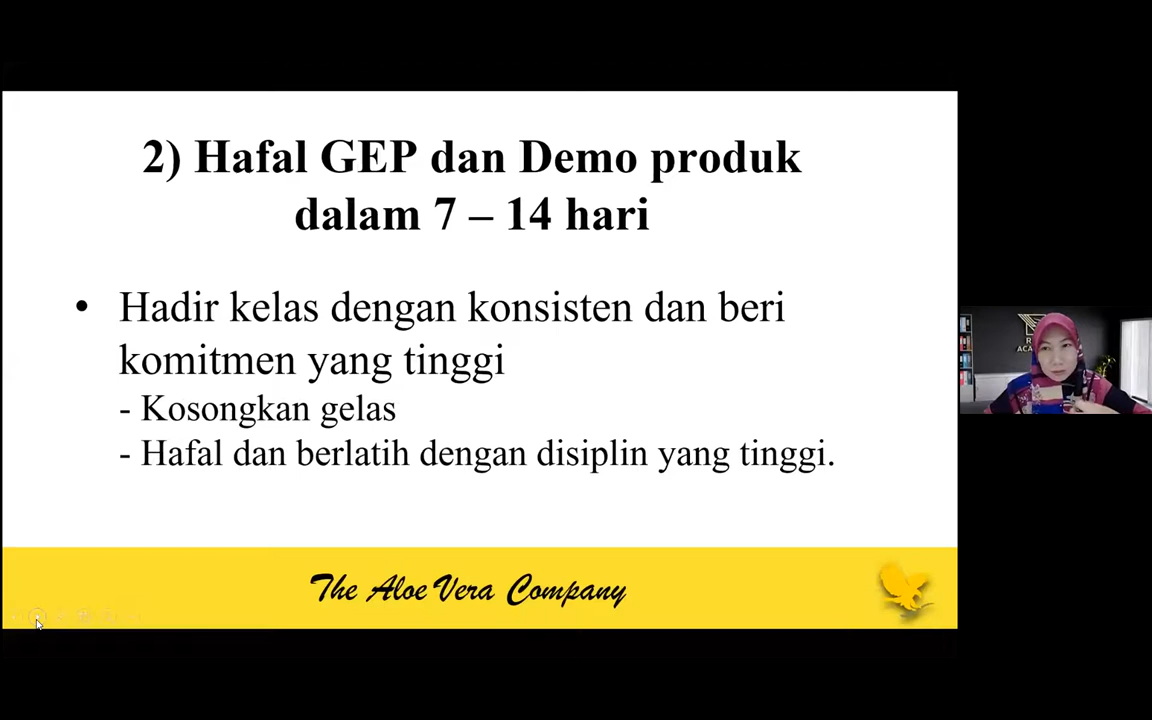 2) Hafal GEP dan Demo produk
dalam 7 – 14 hari
• Hadir kelas dengan konsisten dan beri
komitmen yang tinggi
- Kosongkan gelas
- Hafal dan berlatih dengan disiplin yang tinggi.
The Aloe Vera Company